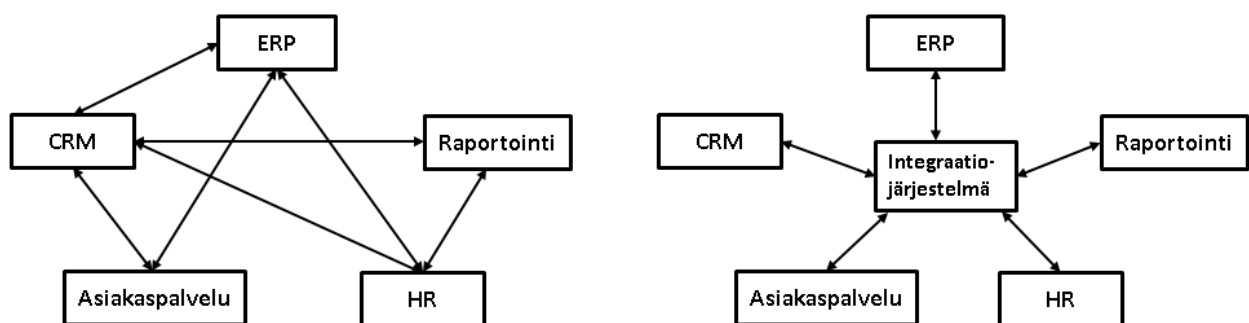 ERP
CRM
Raportointi
Asiakaspalvelu
HR
ERP
CRM
Integraatio-
järjestelmä
Raportointi
Asiakaspalvelu
HR